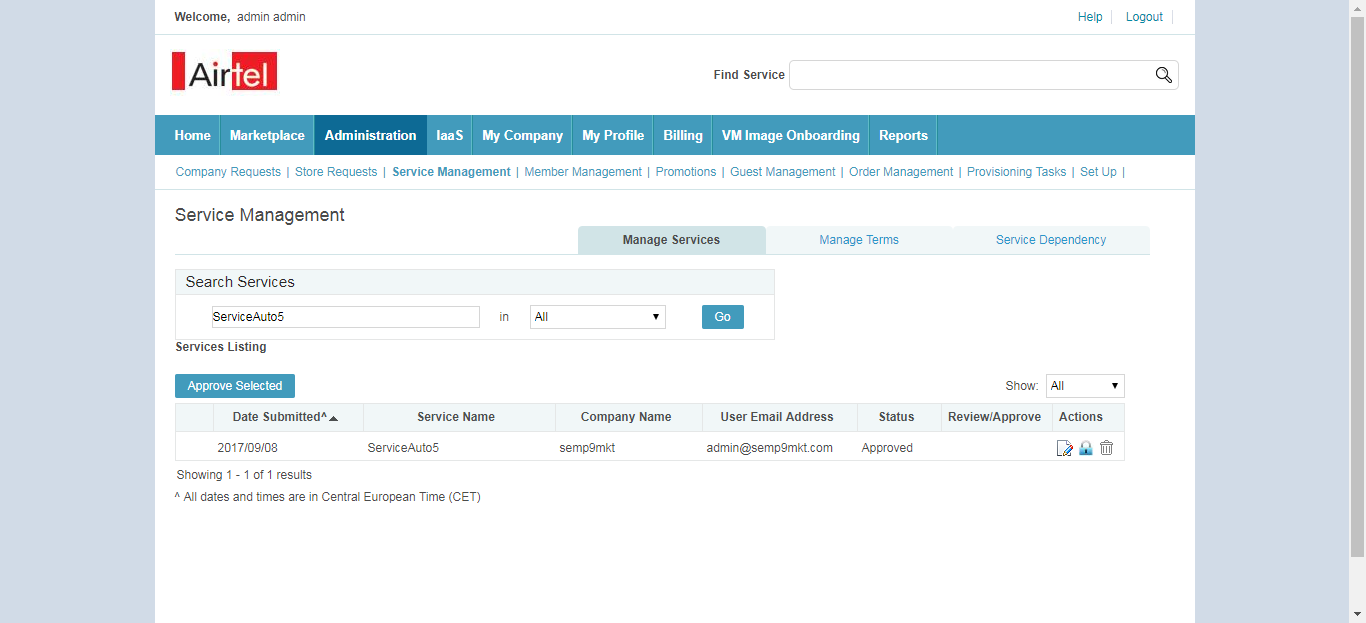 Welcome, admin admin Help Logout
Airtel Find Service
Home Marketplace Administration IaaS My Company My Profile Billing VM Image Onboarding Reports
Company Requests | Store Requests | Service Management | Member Management | Promotions | Guest Management | Order Management | Provisioning Tasks | Set Up |
Service Management
Manage Services Manage Terms Service Dependency
Search Services
ServiceAuto5 in All Go
Services Listing
Approve Selected Show: All
Date Submitted^ Service Name Company Name User Email Address Status Review/Approve Actions
2017/09/08 ServiceAuto5 semp9mkt admin@semp9mkt.com Approved
Showing 1 - 1 of 1 results
^ All dates and times are in Central European Time (CET)